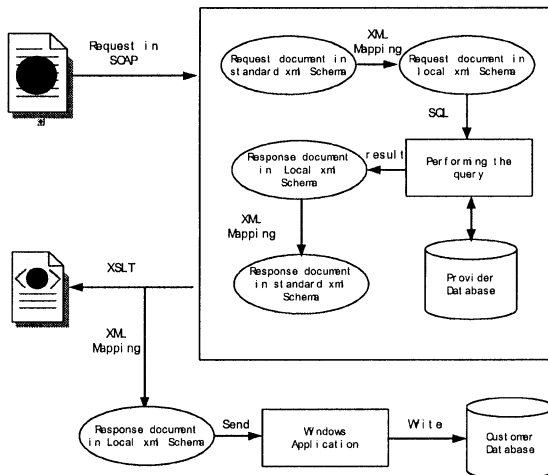 Request in
SOAP
Request document in
standard xml Schema
XML
Mapping
Request document in
local xml Schema
SQL
Performing the
query
result
Response document
in Local xml
Schema
XML
Mapping
Response document
in standard xml
Schema
Provider
Database
XSLT
XML
Mapping
Response document
in Local xml Schema
Send
Windows
Application
Write
Customer
Database